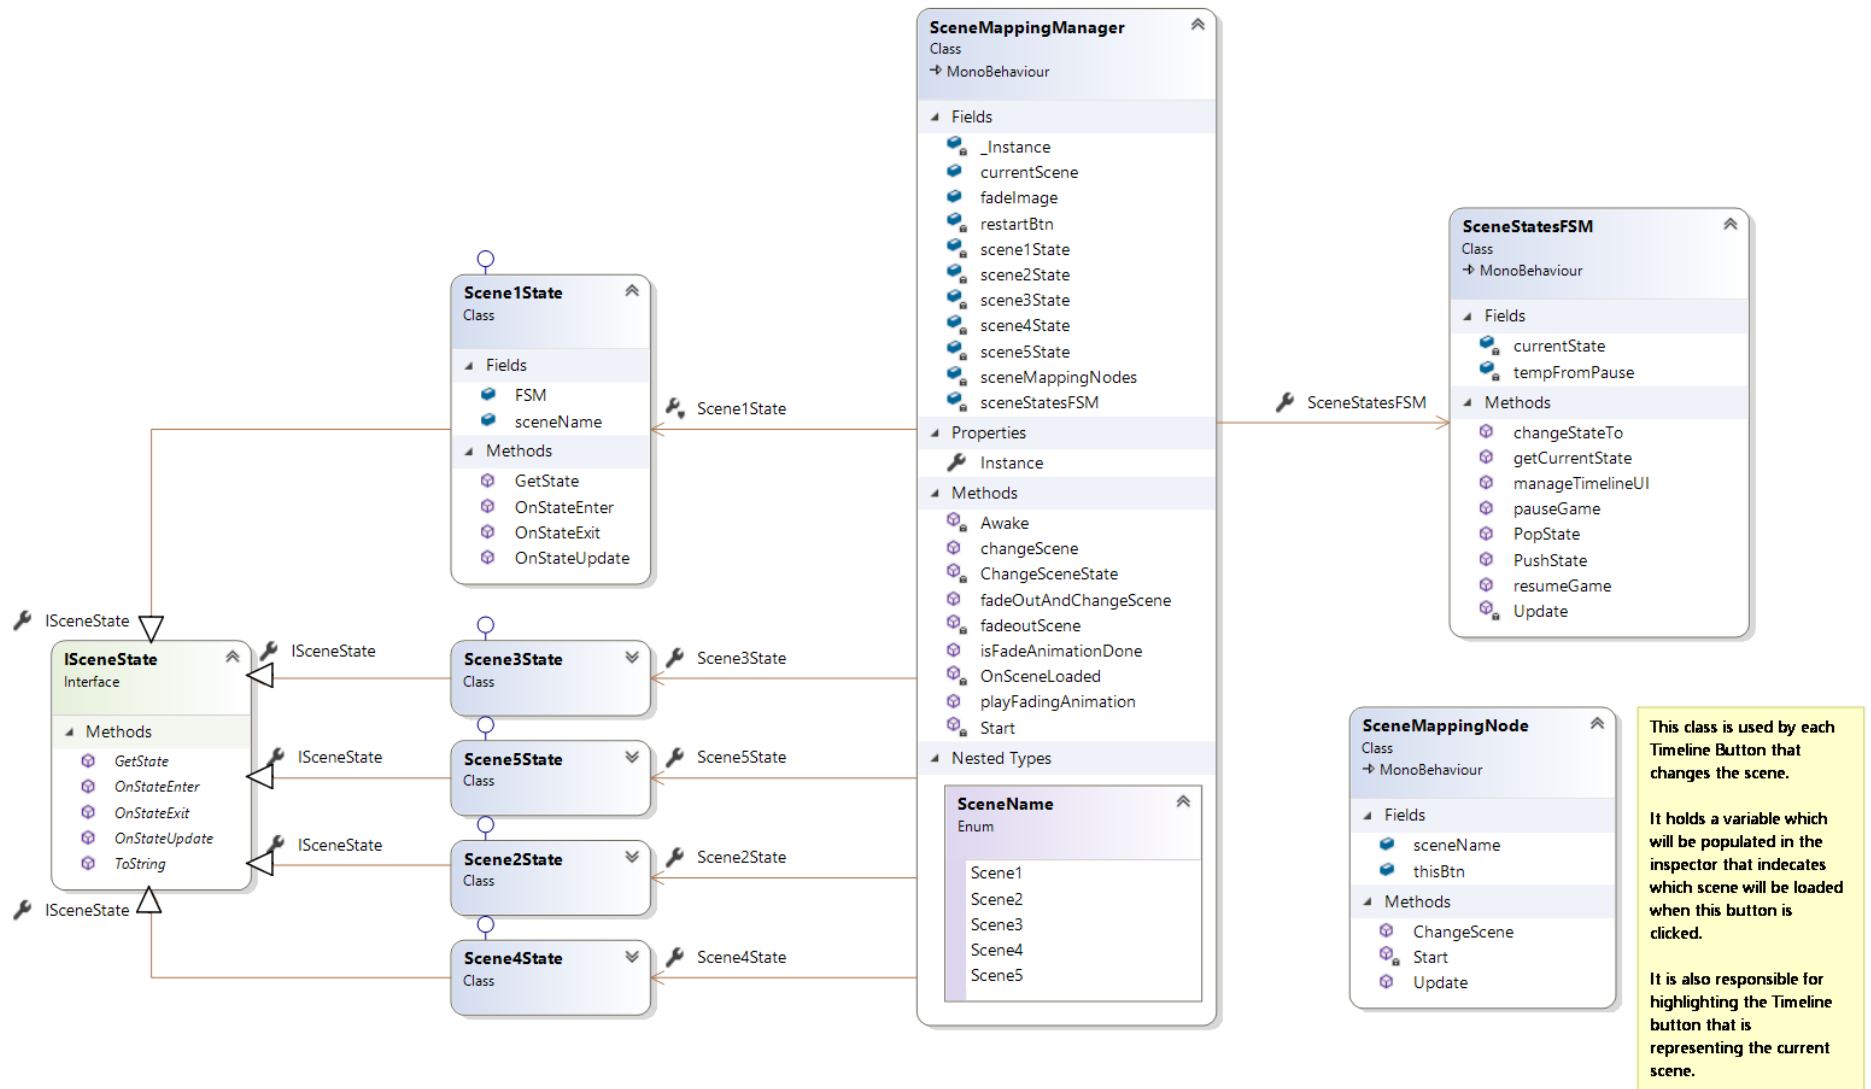 SceneMappingManager
Class
MonoBehaviour
Fields
_Instance
currentScene
fadeImage
restartBtn
scene1State
scene2State
scene3State
scene4State
scene5State
sceneMappingNodes
sceneStatesFSM
Properties
Instance
Methods
Awake
changeScene
ChangeSceneState
fadeOutAndChangeScene
fadeoutScene
isFadeAnimationDone
OnSceneLoaded
playFadingAnimation
Start
Nested Types
SceneName
Enum
Scene1
Scene2
Scene3
Scene4
Scene5
SceneStatesFSM
SceneStatesFSM
Class
MonoBehaviour
Fields
currentState
tempFromPause
Methods
changeStateTo
getCurrentState
manageTimelineUI
pauseGame
PopState
PushState
resumeGame
Update
Scene1State
Class
Fields
FSM
sceneName
Methods
GetState
OnStateEnter
OnStateExit
OnStateUpdate
Scene1State
ISceneState
ISceneState
Interface
Methods
GetState
OnStateEnter
OnStateExit
OnStateUpdate
ToString
ISceneState
Scene3State
Class
Scene3State
ISceneState
Scene5State
Class
Scene5State
ISceneState
Scene2State
Class
Scene2State
ISceneState
Scene4State
Class
Scene4State
SceneMappingNode
Class
MonoBehaviour
Fields
sceneName
thisBtn
Methods
ChangeScene
Start
Update
This class is used by each
Timeline Button that
changes the scene.
It holds a variable which
will be populated in the
inspector that indecates
which scene will be loaded
when this button is
clicked.
It is also responsible for
highlighting the Timeline
button that is
representing the current
scene.